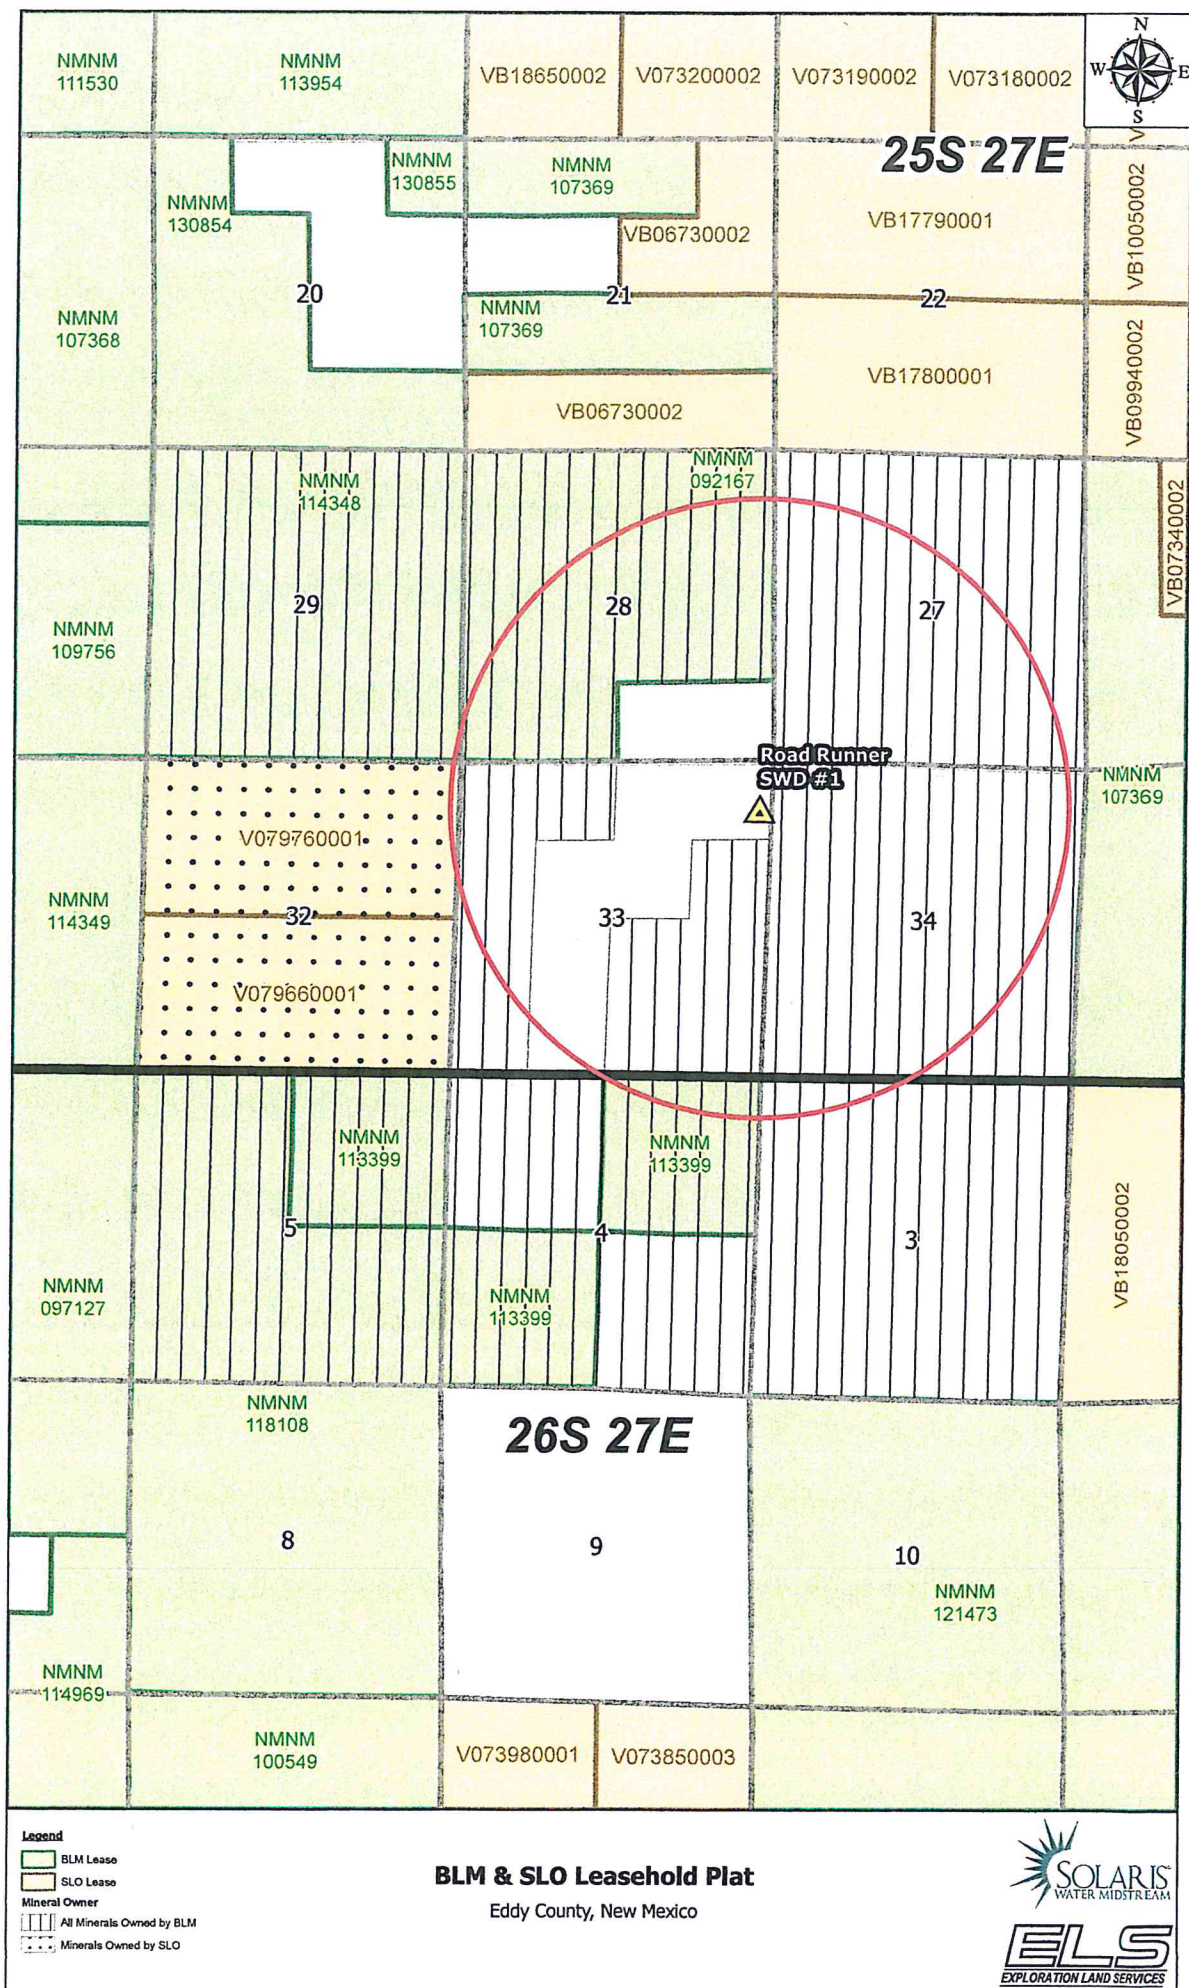 N
W E
S
NMNM
111530
NMNM
113954
VB18650002
V073200002
V073190002
V073180002
25S 27E
NMNM
130854
NMNM
130855
NMNM
107369
VB06730002
VB17790001
VB10050002
NMNM
107368
20
21
22
NMNM
107369
VB17800001
VB09940002
VB06730002
NMNM
114348
NMNM
092167
VB07340002
29
28
27
NMNM
109756
Road Runner
SWD #1
NMNM
107369
V079760001
NMNM
114349
32
33
34
V079660001
NMNM
113399
NMNM
113399
5
4
3
VB18050002
NMNM
097127
NMNM
113399
NMNM
118108
26S 27E
8
9
10
NMNM
121473
NMNM
114969
NMNM
100549
V073980001
V073850003
Legend
BLM Lease
SLO Lease
Mineral Owner
All Minerals Owned by BLM
Minerals Owned by SLO
BLM & SLO Leasehold Plat
Eddy County, New Mexico
SOLARIS
WATER MIDSTREAM
ELS
EXPLORATION LAND SERVICES